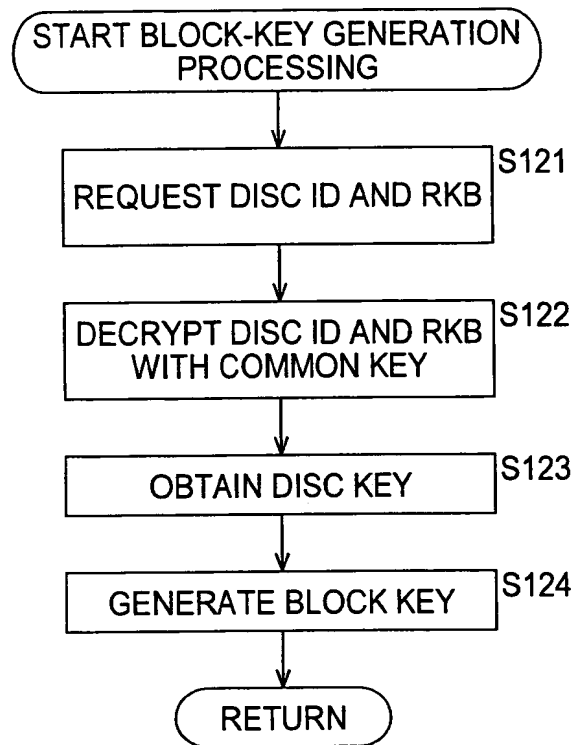 START BLOCK-KEY GENERATION
PROCESSING
S121
REQUEST DISC ID AND RKB
S122
DECRYPT DISC ID AND RKB
WITH COMMON KEY
S123
OBTAIN DISC KEY
S124
GENERATE BLOCK KEY
RETURN